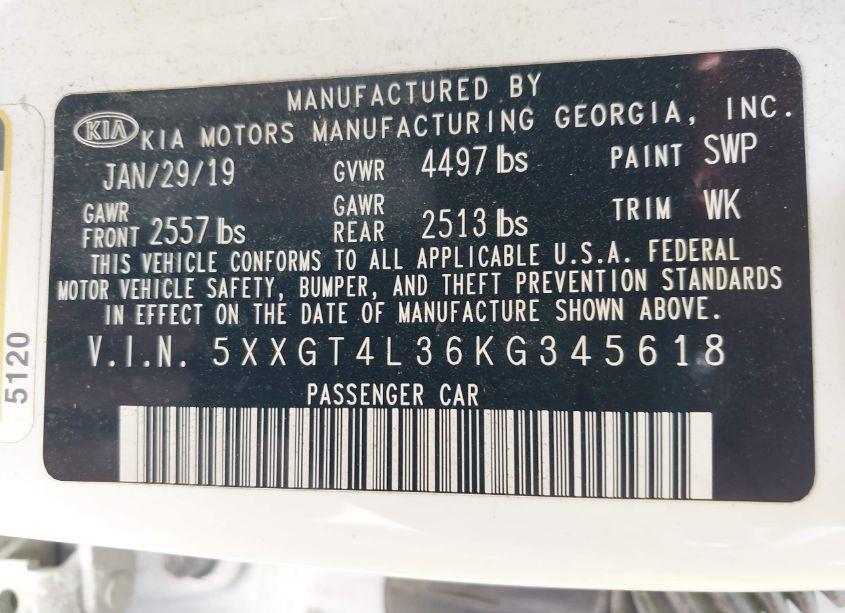 MANUFACTURED BY
KIA KIA MOTORS MANUFACTURING GEORGIA, INC.
JAN/29/19 GVWR 4497 lbs PAINT SWP
GAWR FRONT 2557 lbs GAWR REAR 2513 lbs TRIM WK
THIS VEHICLE CONFORMS TO ALL APPLICABLE U.S.A. FEDERAL
MOTOR VEHICLE SAFETY, BUMPER, AND THEFT PREVENTION STANDARDS
IN EFFECT ON THE DATE OF MANUFACTURE SHOWN ABOVE.
V.I.N. 5XXGT4L36KG345618
PASSENGER CAR
5120